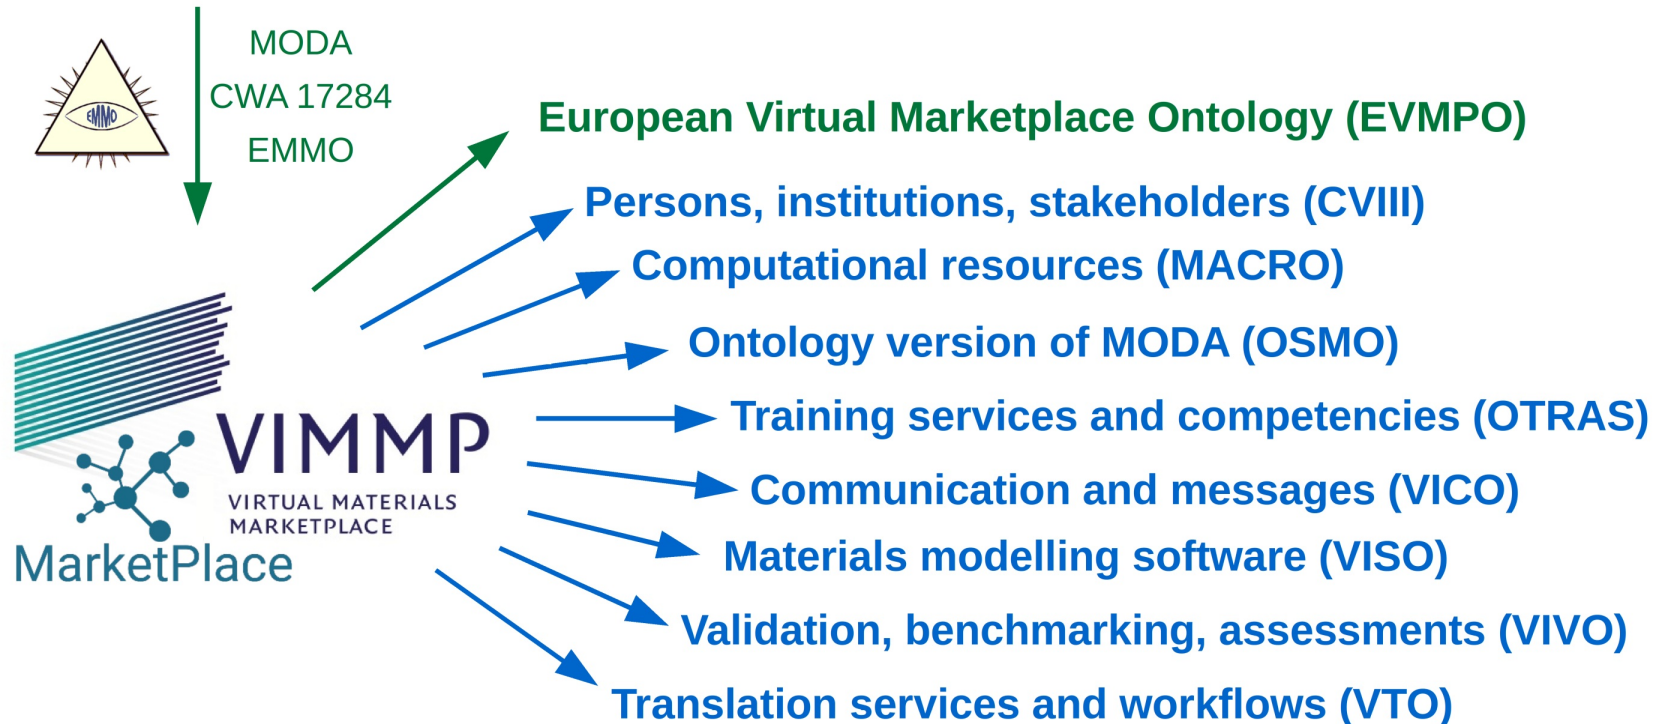 MODA
CWA 17284
EMMO
EMMO
European Virtual Marketplace Ontology (EVMPO)
Persons, institutions, stakeholders (CVIII)
Computational resources (MACRO)
Ontology version of MODA (OSMO)
Training services and competencies (OTRAS)
Communication and messages (VICO)
Materials modelling software (VISO)
Validation, benchmarking, assessments (VIVO)
Translation services and workflows (VTO)
VIMMP
VIRTUAL MATERIALS
MARKETPLACE
MarketPlace